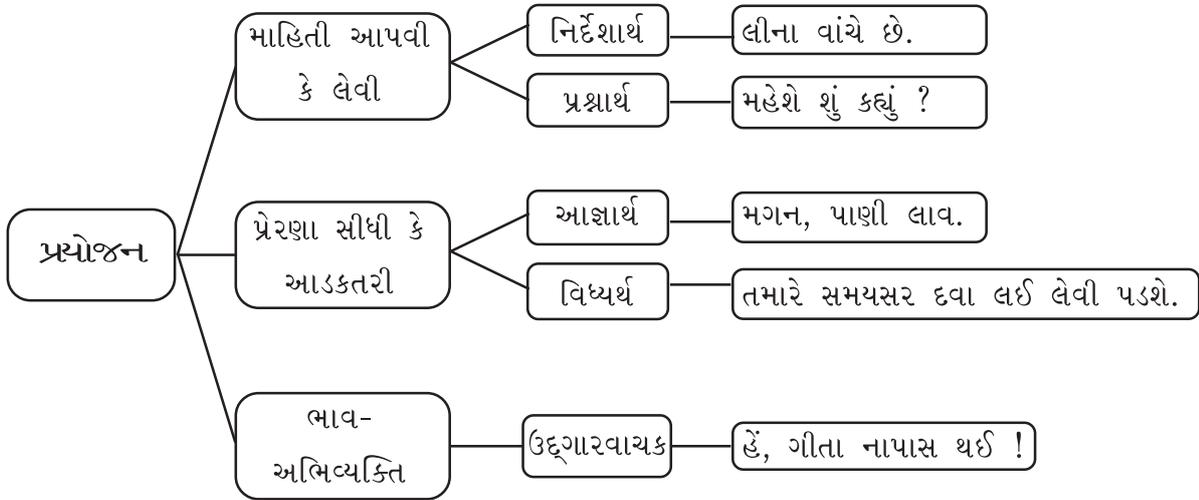 માહિતી આપવી
કે લેવી
નિર્દેશાર્થ
લીના વાંચે છે.
પ્રશ્નાર્થ
મહેશે શું કહ્યું ?
પ્રયોજન
પ્રેરણા સીધી કે
આડકતરી
આજ્ઞાર્થ
મગન, પાણી લાવ.
વિધ્યર્થ
તમારે સમયસર દવા લઈ લેવી પડશે.
ભાવ-
અભિવ્યક્તિ
ઉદ્દગારવાચક
હેં, ગીતા નાપાસ થઈ !